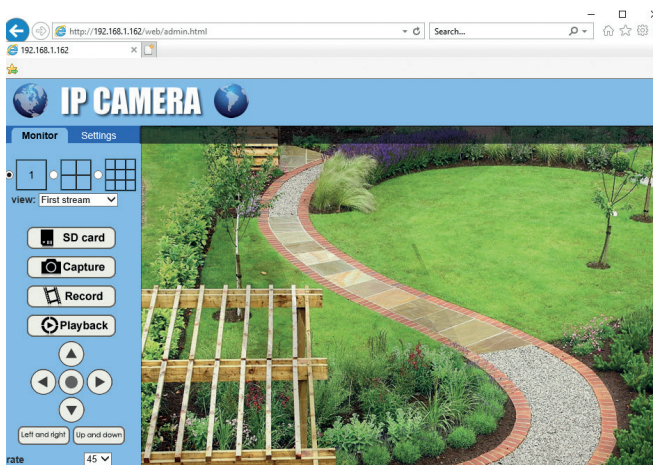 http://192.168.1.162/web/admin.html
Search...
192.168.1.162
IP CAMERA
Monitor Settings
1
view: First stream
SD card
Capture
Record
Playback
Left and right Up and down
rate 45